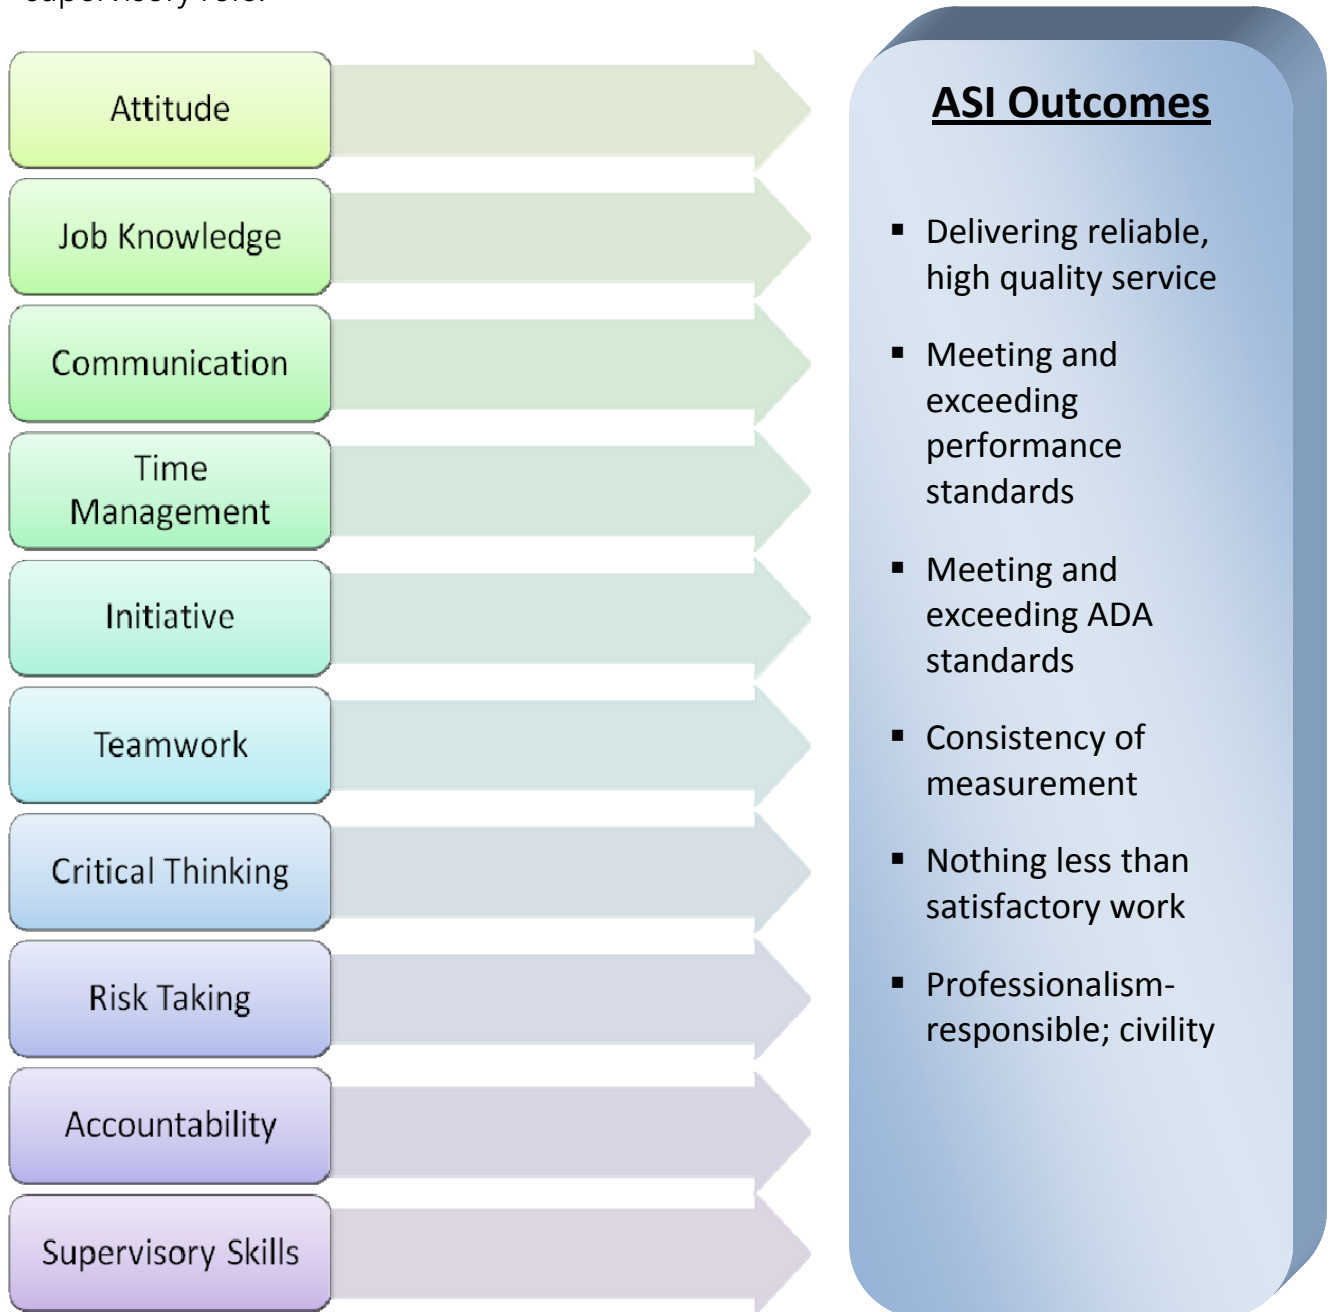 supervisory role.
Attitude
Job Knowledge
Communication
Time
Management
Initiative
Teamwork
Critical Thinking
Risk Taking
Accountability
Supervisory Skills
ASI Outcomes
▪ Delivering reliable,
high quality service
▪ Meeting and
exceeding
performance
standards
▪ Meeting and
exceeding ADA
standards
▪ Consistency of
measurement
▪ Nothing less than
satisfactory work
▪ Professionalism-
responsible; civility